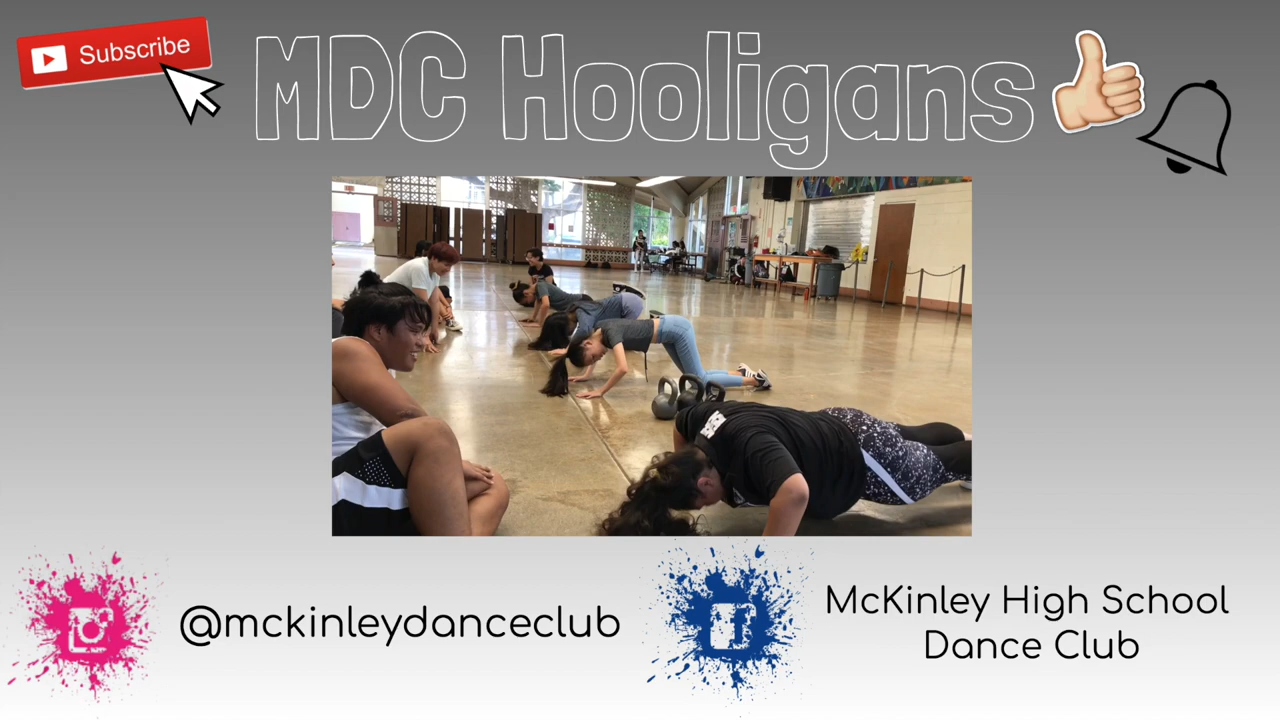 Subscribe
MDC Hooligans
@mckinleydanceclub
McKinley High School
Dance Club